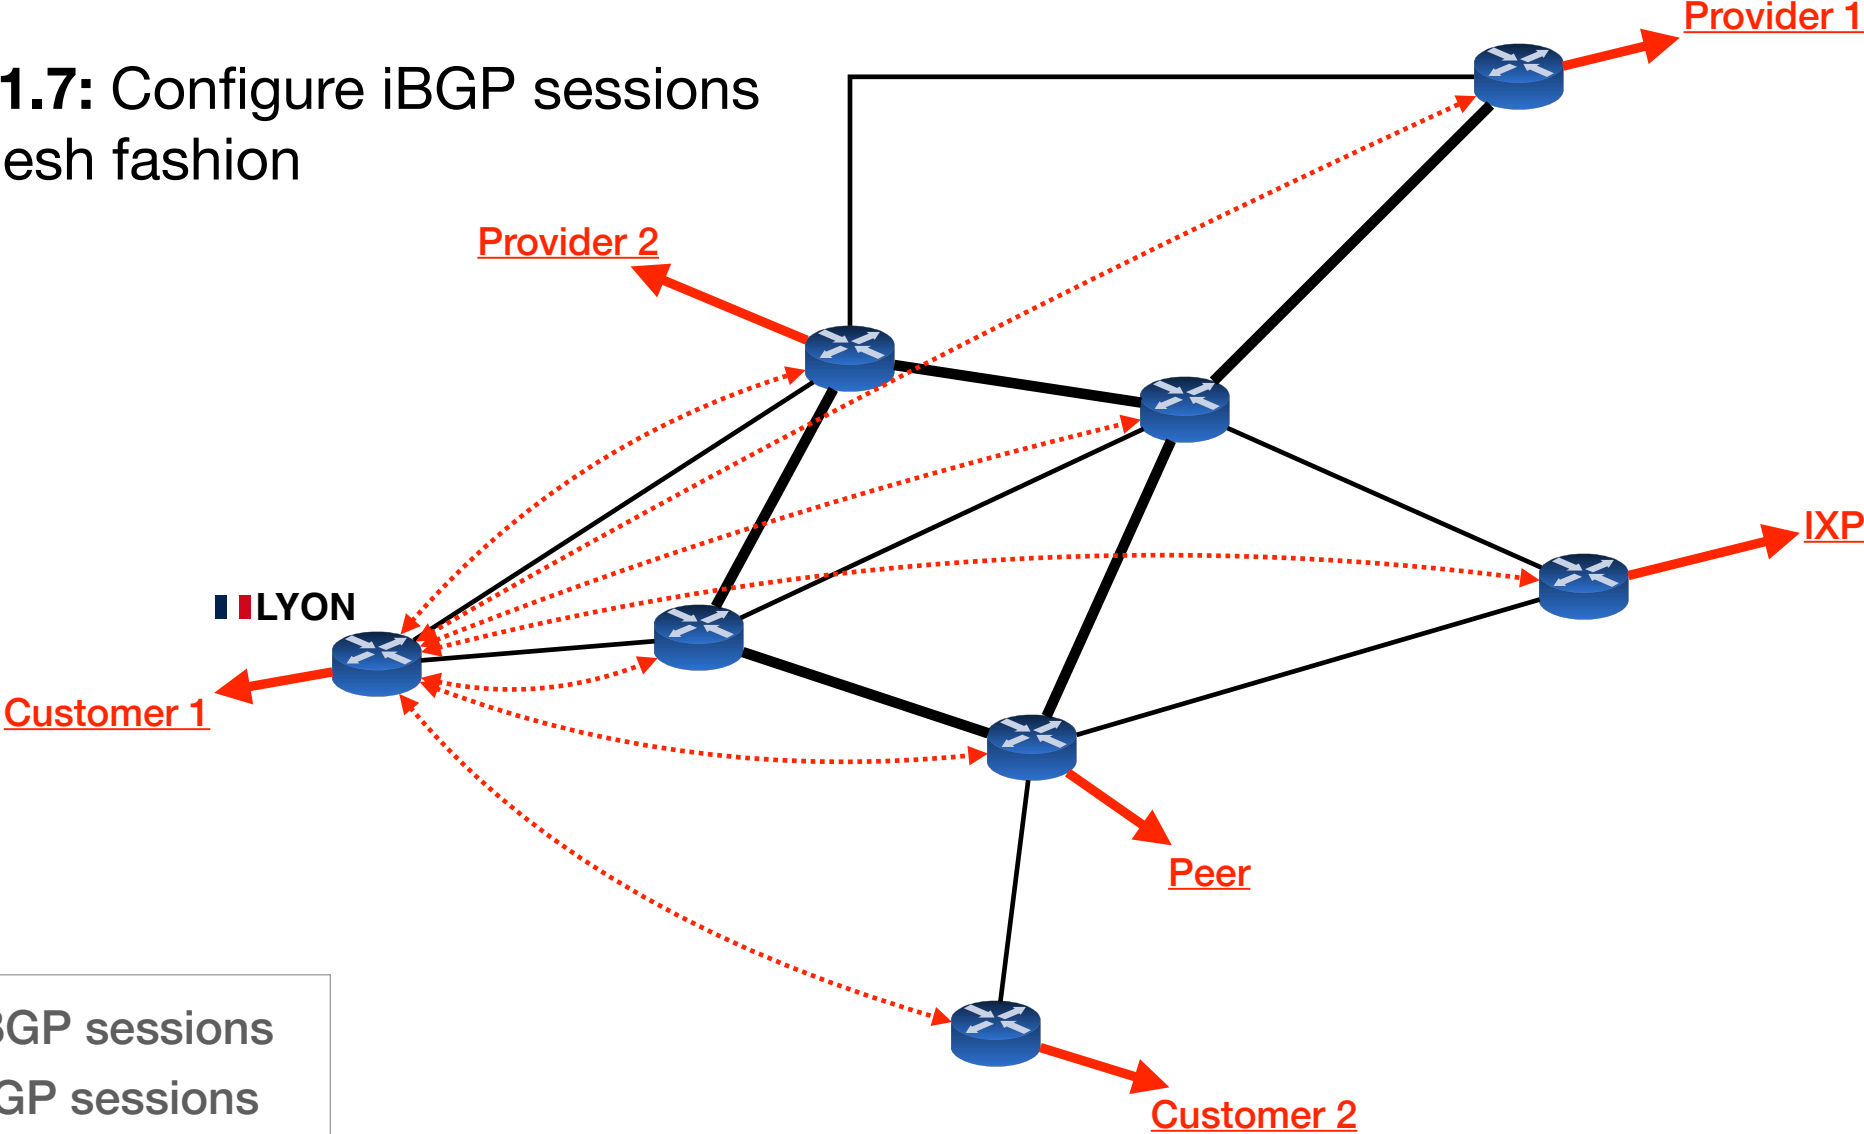 1.7: Configure iBGP sessions
esh fashion
Provider 1
Provider 2
IXP
LYON
Customer 1
Peer
BGP sessions
GP sessions
Customer 2